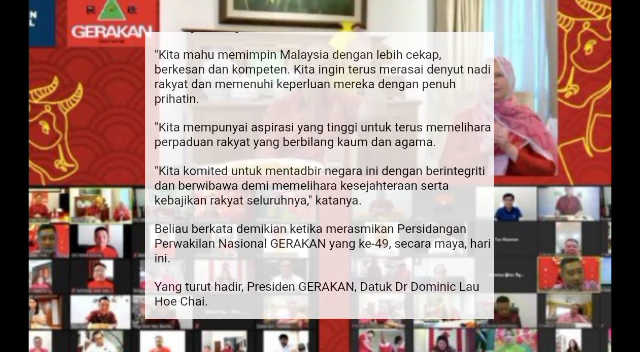 GERAKAN
"Kita mahu memimpin Malaysia dengan lebih cekap,
berkesan dan kompeten. Kita ingin terus merasai denyut nadi
rakyat dan memenuhi keperluan mereka dengan penuh
prihatin.
"Kita mempunyai aspirasi yang tinggi untuk terus memelihara
perpaduan rakyat yang berbilang kaum dan agama.
"Kita komited untuk mentadbir negara ini dengan berintegriti
dan berwibawa demi memelihara kesejahteraan serta
kebajikan rakyat seluruhnya," katanya.
Beliau berkata demikian ketika merasmikan Persidangan
Perwakilan Nasional GERAKAN yang ke-49, secara maya, hari
ini.
Yang turut hadir, Presiden GERAKAN, Datuk Dr Dominic Lau
Hoe Chai.